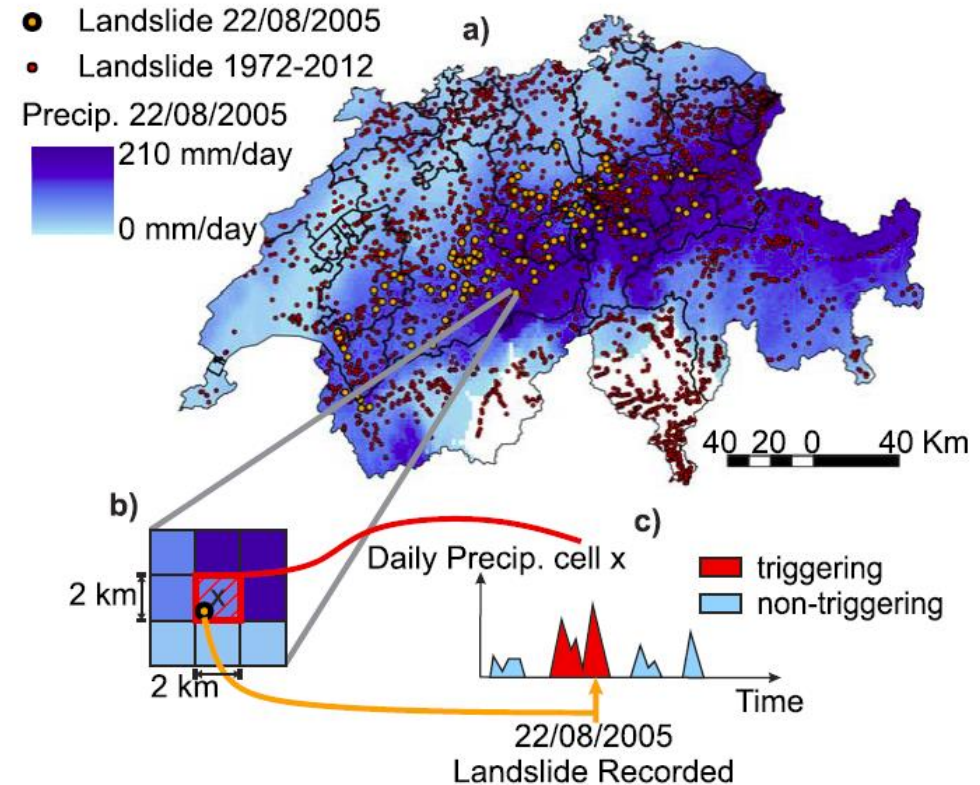 Landslide 22/08/2005
a)
Landslide 1972-2012
Precip. 22/08/2005
210 mm/day
0 mm/day
40 20 0 40 Km
b)
c)
Daily Precip. cell x
triggering
2 km
X
non-triggering
2 km
Time
22/08/2005
Landslide Recorded